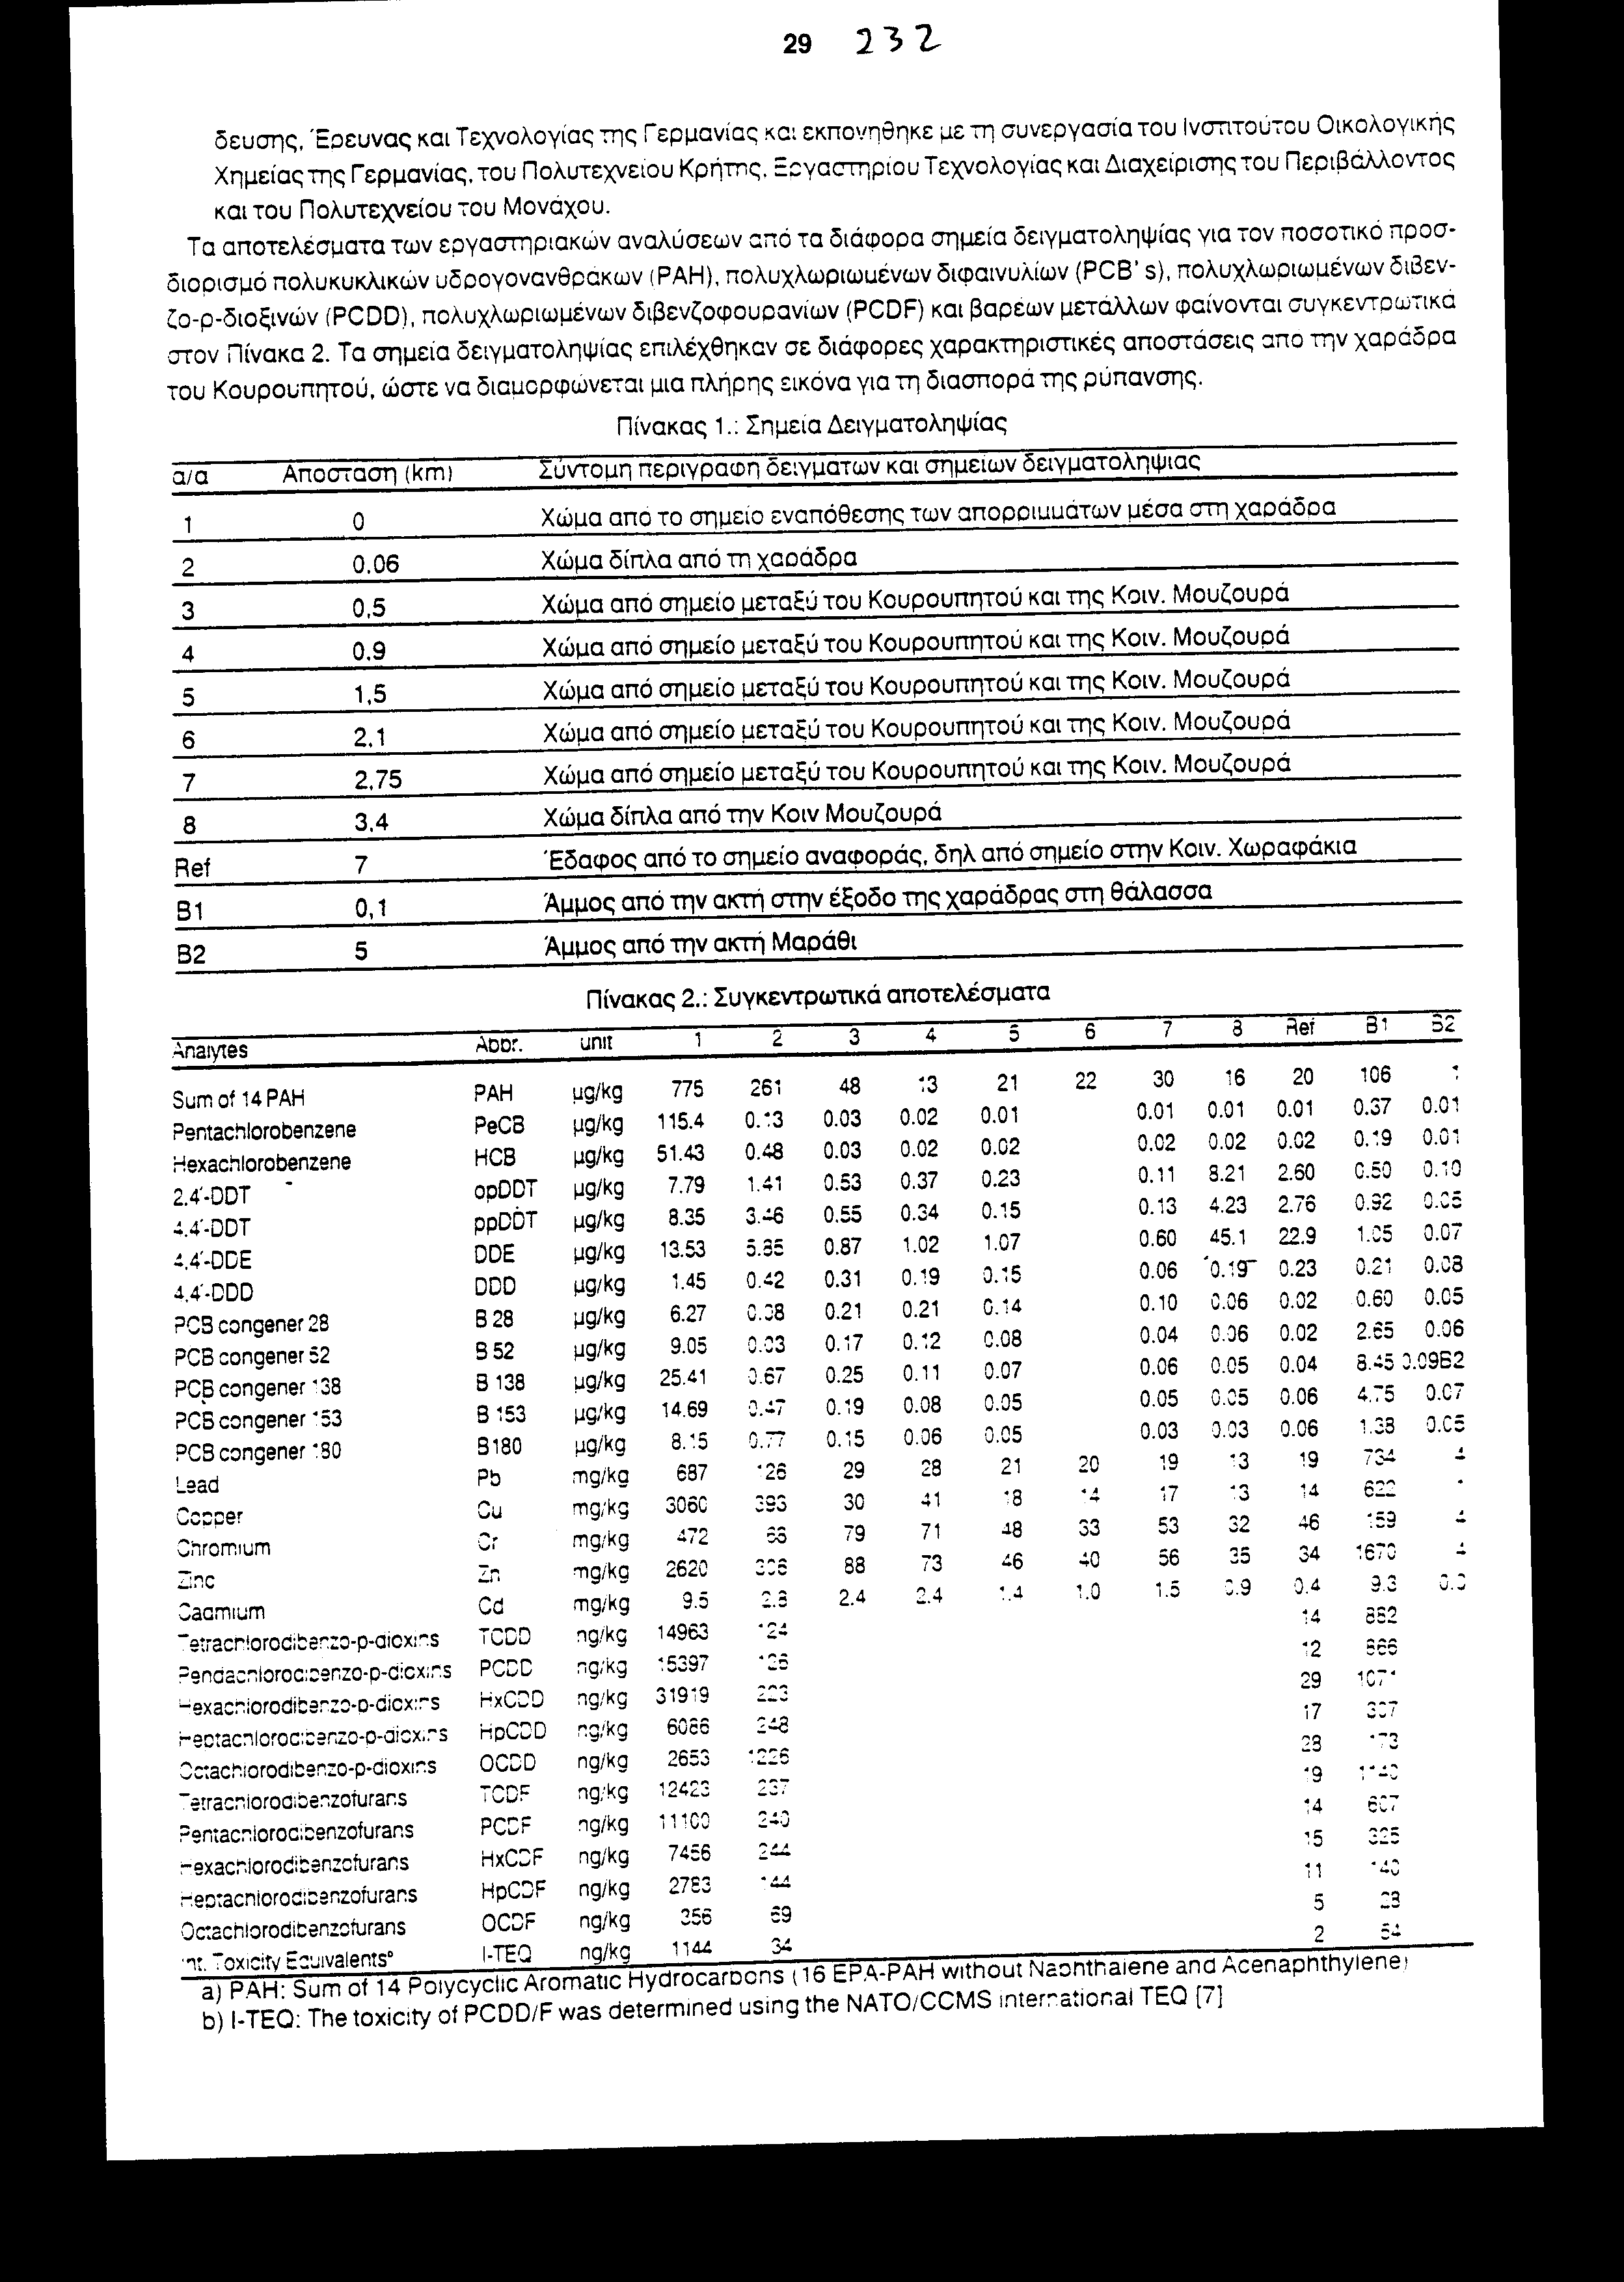 29 232
δευσης, Έρευνας και Τεχνολογίας της Γερμανίας και εκπονήθηκε με τη συνεργασία του Ινστιτούτου Οικολογικής
Χημείας της Γερμανίας, του Πολυτεχνείου Κρήτης, Εργαστηρίου Τεχνολογίας και Διαχείρισης του Περιβάλλοντος
και του Πολυτεχνείου του Μονάχου.
Τα αποτελέσματα των εργαστηριακών αναλύσεων από τα διάφορα σημεία δειγματοληψίας για τον ποσοτικό προσ-
διορισμό πολυκυκλικών υδρογονανθράκων (PAH), πολυχλωριωμένων διφαινυλίων (PCB's), πολυχλωριωμένων διβεν-
ζο-p-διοξινών (PCDD), πολυχλωριωμένων διβενζοφουρανίων (PCDF) και βαρέων μετάλλων φαίνονται συγκεντρωτικά
στον Πίνακα 2. Τα σημεία δειγματοληψίας επιλέχθηκαν σε διάφορες χαρακτηριστικές αποστάσεις απο την χαράδρα
του Κουρουπητού, ώστε να διαμορφώνεται μια πλήρης εικόνα για τη διασπορά της ρύπανσης.
Πίνακας 1.: Σημεία Δειγματοληψίας
α/α Απόσταση (km) Σύντομη περιγραφή δειγμάτων και σημείων δειγματοληψίας
1 0 Χώμα από το σημείο εναπόθεσης των απορριμμάτων μέσα στη χαράδρα
2 0.06 Χώμα δίπλα από τη χαράδρα
3 0,5 Χώμα από σημείο μεταξύ του Κουρουπητού και της Κοιν. Μουζουρά
4 0.9 Χώμα από σημείο μεταξύ του Κουρουπητού και της Κοιν. Μουζουρά
5 1,5 Χώμα από σημείο μεταξύ του Κουρουπητού και της Κοιν. Μουζουρά
6 2.1 Χώμα από σημείο μεταξύ του Κουρουπητού και της Κοιν. Μουζουρά
7 2,75 Χώμα από σημείο μεταξύ του Κουρουπητού και της Κοιν. Μουζουρά
8 3,4 Χώμα δίπλα από την Κοιν Μουζουρά
Ref 7 Έδαφος από το σημείο αναφοράς, δηλ από σημείο στην Κοιν. Χωραφάκια
B1 0,1 Άμμος από την ακτή στην έξοδο της χαράδρας στη θάλασσα
B2 5 Άμμος από την ακτή Μαράθι
Πίνακας 2.: Συγκεντρωτικά αποτελέσματα
Analytes Abbr. unit 1 2 3 4 5 6 7 8 Ref B1 B2
Sum of 14 PAH PAH μg/kg 775 261 48 13 21 22 30 16 20 106
Pentachlorobenzene PeCB μg/kg 115.4 0.13 0.03 0.02 0.01 0.01 0.01 0.01 0.37 0.01
Hexachlorobenzene HCB μg/kg 51.43 0.48 0.03 0.02 0.02 0.02 0.02 0.02 0.19 0.01
2.4'-DDT opDDT μg/kg 7.79 1.41 0.53 0.37 0.23 0.11 8.21 2.60 0.50 0.10
4.4'-DDT ppDDT μg/kg 8.35 3.46 0.55 0.34 0.15 0.13 4.23 2.76 0.92 0.05
4.4'-DDE DDE μg/kg 13.53 5.85 0.87 1.02 1.07 0.60 45.1 22.9 1.05 0.07
4,4'-DDD DDD μg/kg 1.45 0.42 0.31 0.19 0.15 0.06 0.19 0.23 0.21 0.08
PCB congener 28 B 28 μg/kg 6.27 0.38 0.21 0.21 0.14 0.10 0.06 0.02 0.60 0.05
PCB congener 52 B 52 μg/kg 9.05 0.03 0.17 0.12 0.08 0.04 0.06 0.02 2.65 0.06
PCB congener 138 B 138 μg/kg 25.41 0.67 0.25 0.11 0.07 0.06 0.05 0.04 8.45 0.09B2
PCB congener 153 B 153 μg/kg 14.69 0.47 0.19 0.08 0.05 0.05 0.05 0.06 4.75 0.07
PCB congener 180 B180 μg/kg 8.15 0.77 0.15 0.06 0.05 0.03 0.03 0.06 1.38 0.05
Lead Pb mg/kg 687 126 29 28 21 20 19 13 19 734 4
Copper Cu mg/kg 3060 393 30 41 18 14 17 13 14 622
Chromium Cr mg/kg 472 79 71 48 33 53 32 46 159 4
Zinc Zn mg/kg 2620 88 73 46 40 56 35 34 1670 4
Cadmium Cd mg/kg 9.5 2.4 2.4 1.4 1.0 1.5 0.9 0.4 9.3
Tetrachlorodibenzo-p-dioxins TCDD ng/kg 14963 124 14 882
Pendachlorodibenzo-p-dioxins PCDD ng/kg 15397 126 12 866
Hexachlorodibenzo-p-dioxins HxCDD ng/kg 31919 223 29 1071
Heptachlorodibenzo-p-dioxins HpCDD ng/kg 6086 248 17 307
Octachlorodibenzo-p-dioxins OCDD ng/kg 2653 1226 28 173
Tetrachlorodibenzofurans TCDF ng/kg 12423 237 19 1140
Pentachlorodibenzofurans PCDF ng/kg 11100 240 14 607
Hexachlorodibenzofurans HxCDF ng/kg 7456 244 15 325
Heptachlorodibenzofurans HpCDF ng/kg 2783 144 11 140
Octachlorodibenzofurans OCDF ng/kg 356 69 5 28
Int. Toxicity Equivalents I-TEQ ng/kg 1144 34 2 54
a) PAH: Sum of 14 Polycyclic Aromatic Hydrocarbons (16 EPA-PAH without Naphthalene and Acenaphthylene)
b) I-TEQ: The toxicity of PCDD/F was determined using the NATO/CCMS international TEQ [7]